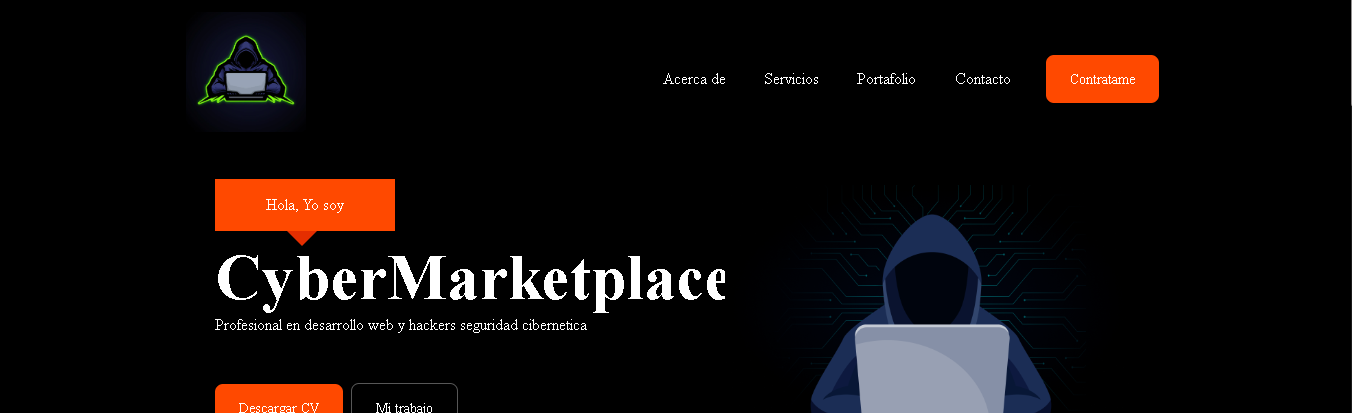 Acerca de Servicios Portafolio Contacto Contratame
Hola, Yo soy
CyberMarketplace
Profesional en desarrollo web y hackers seguridad cibernetica
Descargar CV Mi trabajo